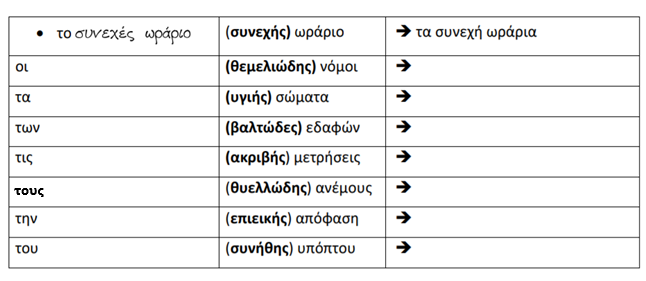 • το συνεχές ωράριο (συνεχής) ωράριο ➔ τα συνεχή ωράρια
οι (θεμελιώδης) νόμοι ➔
τα (υγιής) σώματα ➔
των (βαλτώδες) εδαφών ➔
τις (ακριβής) μετρήσεις ➔
τους (θυελλώδης) ανέμους ➔
την (επιεικής) απόφαση ➔
του (συνήθης) υπόπτου ➔